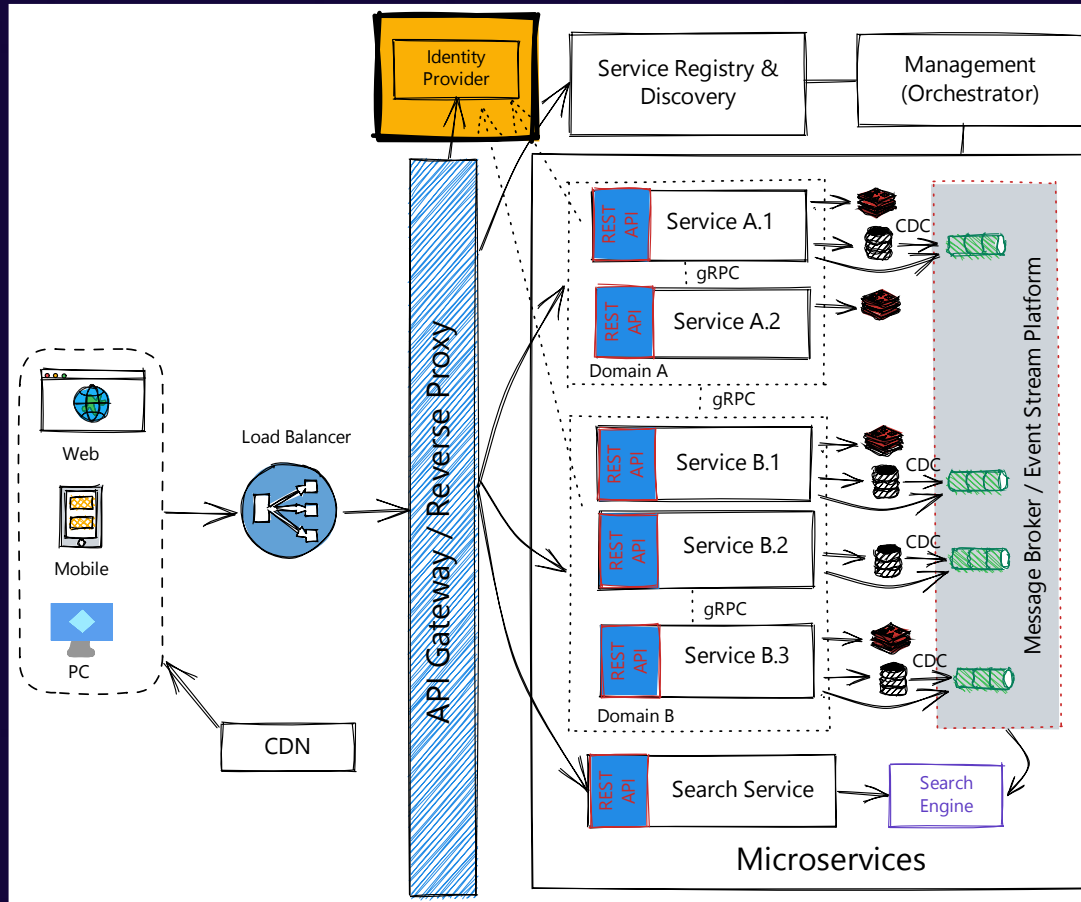 Identity
Provider
Service Registry &
Discovery
Management
(Orchestrator)
REST
API
Service A.1
CDC
gRPC
REST
API
Service A.2
Domain A
gRPC
REST
API
Service B.1
CDC
REST
API
Service B.2
CDC
gRPC
REST
API
Service B.3
CDC
Domain B
REST
API
Search Service
Search
Engine
Microservices
Message Broker / Event Stream Platform
API Gateway / Reverse Proxy
Load Balancer
Web
Mobile
PC
CDN